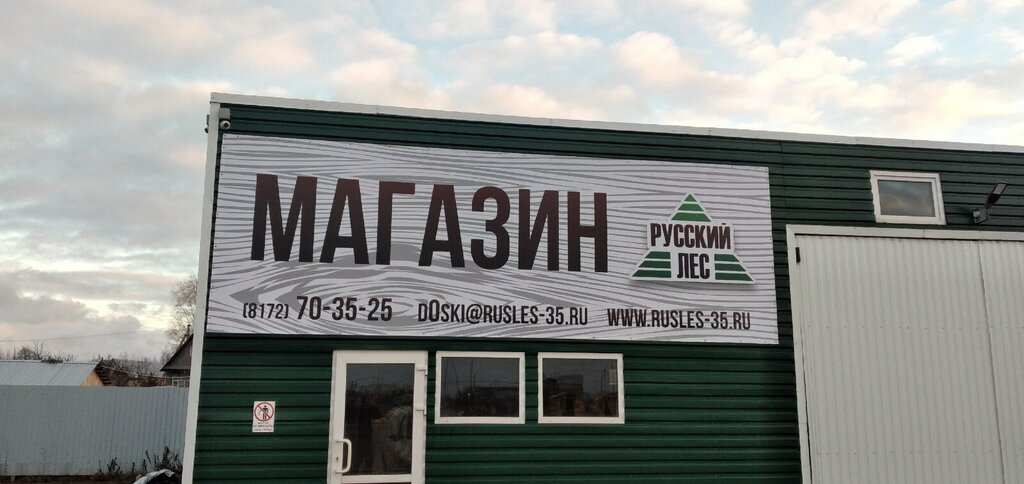 МАГАЗИН
РУССКИЙ
ЛЕС
(8172) 70-35-25 DOSKI@RUSLES-35.RU WWW.RUSLES-35.RU